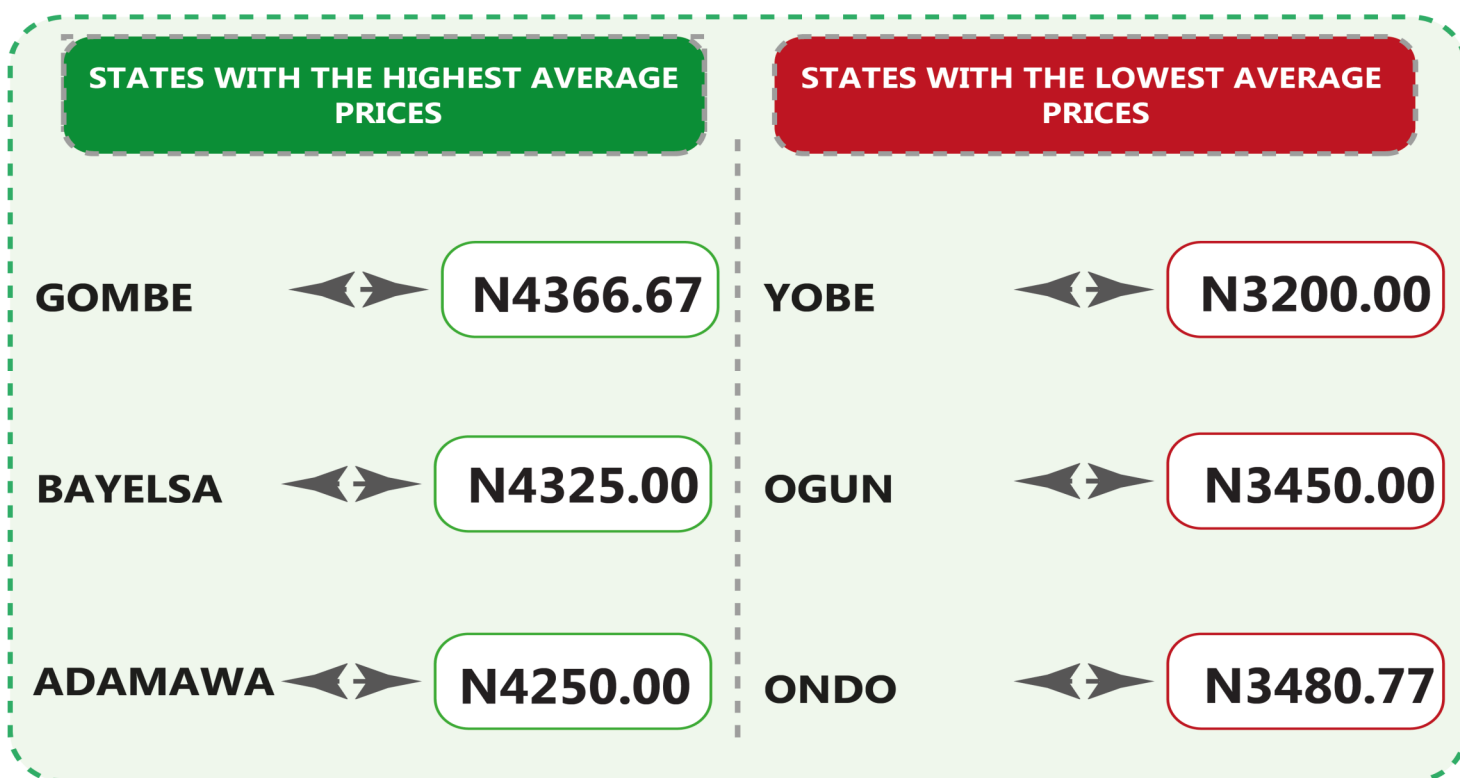 STATES WITH THE HIGHEST AVERAGE
PRICES
GOMBE N4366.67
BAYELSA N4325.00
ADAMAWA N4250.00
STATES WITH THE LOWEST AVERAGE
PRICES
YOBE N3200.00
OGUN N3450.00
ONDO N3480.77